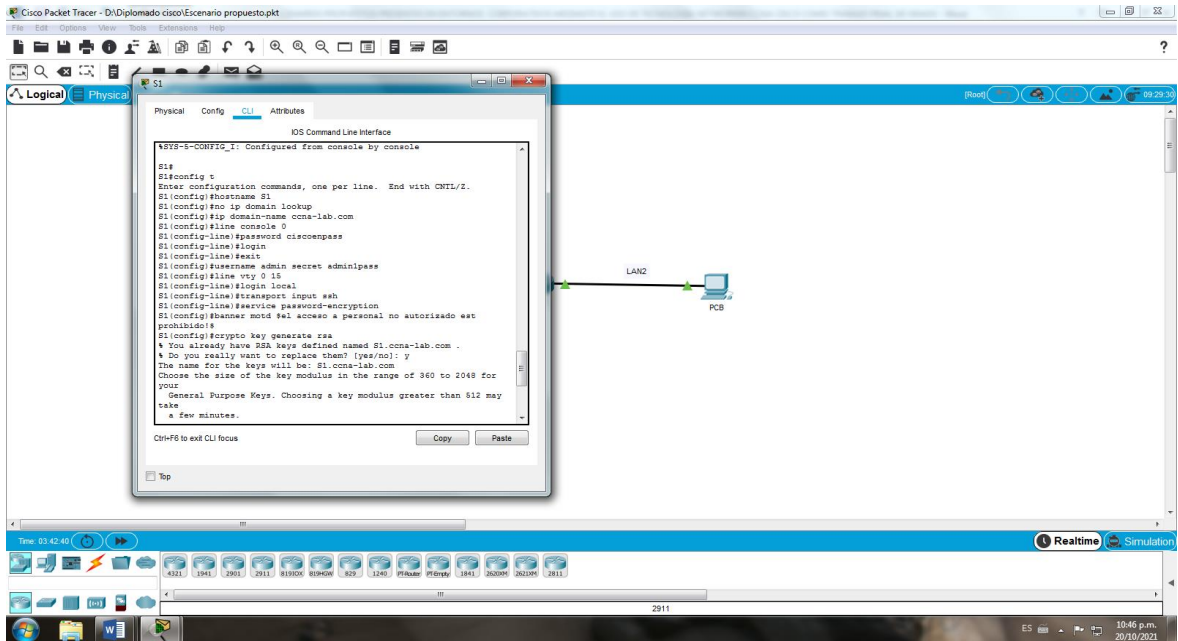 Cisco Packet Tracer - D:\Diplomado cisco\Escenario propuesto.pkt
File Edit Options View Tools Extensions Help
?
Logical Physical
[Root]
09:29:30
S1
Physical Config CLI Attributes
IOS Command Line Interface
%SYS-5-CONFIG_I: Configured from console by console
S1#
S1#config t
Enter configuration commands, one per line. End with CNTL/Z.
S1(config)#hostname S1
S1(config)#no ip domain lookup
S1(config)#ip domain-name ccna-lab.com
S1(config)#line console 0
S1(config-line)#password ciscoenpass
S1(config-line)#login
S1(config-line)#exit
S1(config)#username admin secret admin1pass
S1(config)#line vty 0 15
S1(config-line)#login local
S1(config-line)#transport input ssh
S1(config-line)#service password-encryption
S1(config)#banner motd $el acceso a personal no autorizado est
prohibido!$
S1(config)#crypto key generate rsa
% You already have RSA keys defined named S1.ccna-lab.com .
% Do you really want to replace them? [yes/no]: y
The name for the keys will be: S1.ccna-lab.com
Choose the size of the key modulus in the range of 360 to 2048 for
your
General Purpose Keys. Choosing a key modulus greater than 512 may
take
a few minutes.
Ctrl+F6 to exit CLI focus
Copy Paste
Top
LAN2
PCB
Time: 03:42:40
Realtime Simulation
4321 1941 2901 2911 819IOX 819HGW 829 1240 PT-Router PT-Empty 1841 2620XM 2621XM 2811
2911
ES
10:46 p.m.
20/10/2021